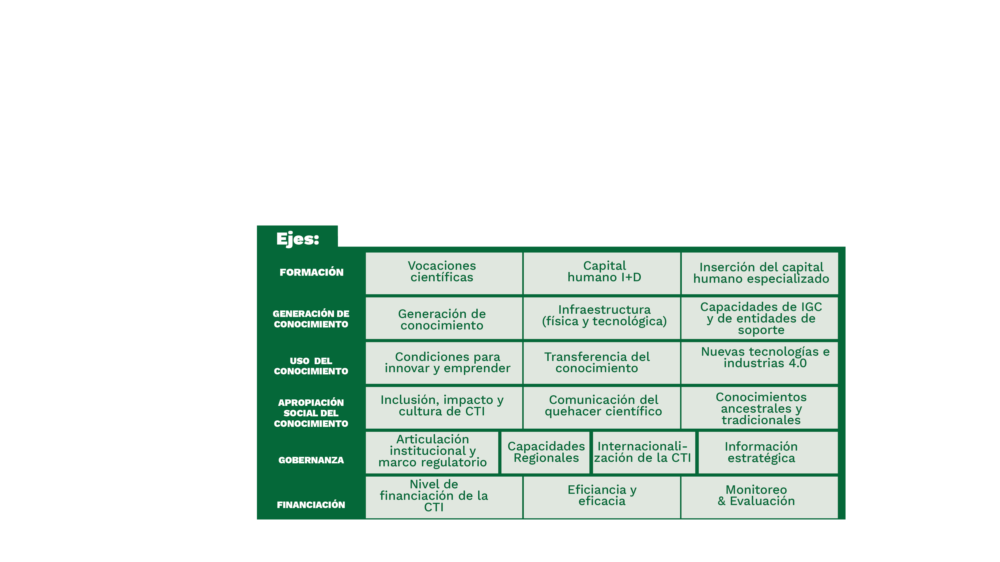 Ejes:
FORMACIÓN
Vocaciones
científicas
Capital
humano I+D
Inserción del capital
humano especializado
GENERACIÓN DE
CONOCIMIENTO
Generación de
conocimiento
Infraestructura
(física y tecnológica)
Capacidades de IGC
y de entidades de
soporte
USO DEL
CONOCIMIENTO
Condiciones para
innovar y emprender
Transferencia del
conocimiento
Nuevas tecnologías e
industrias 4.0
APROPIACIÓN
SOCIAL DEL
CONOCIMIENTO
Inclusión, impacto y
cultura de CTI
Comunicación del
quehacer científico
Conocimientos
ancestrales y
tradicionales
GOBERNANZA
Articulación
institucional y
marco regulatorio
Capacidades
Regionales
Internacionali-
zación de la CTI
Información
estratégica
FINANCIACIÓN
Nivel de
financiación de la
CTI
Eficiancia y
eficacia
Monitoreo
& Evaluación